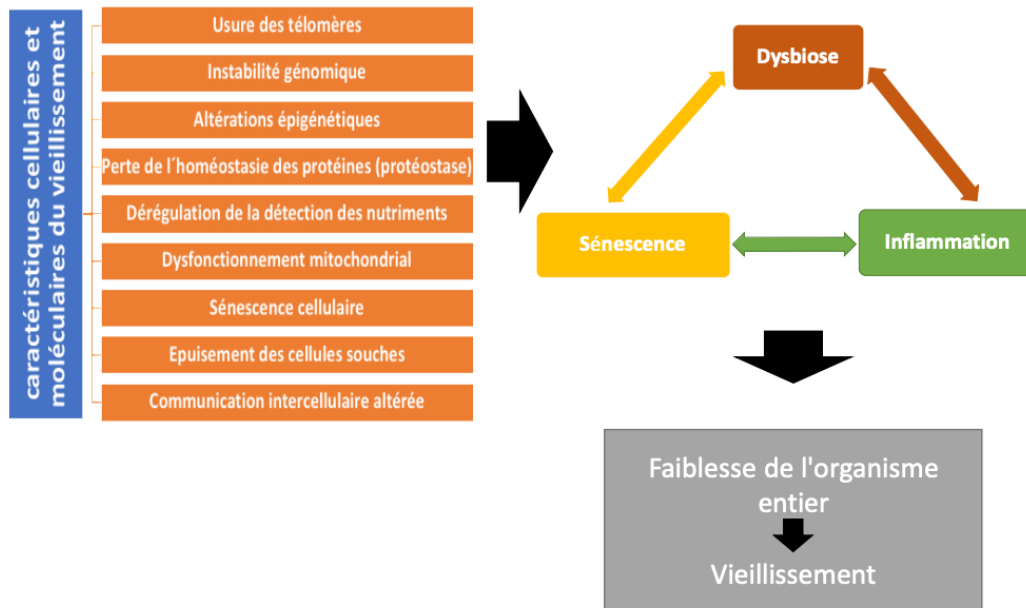 caractéristiques cellulaires et
moléculaires du vieillissement
Usure des télomères
Instabilité génomique
Altérations épigénétiques
Perte de l´homéostasie des protéines (protéostase)
Dérégulation de la détection des nutriments
Dysfonctionnement mitochondrial
Sénescence cellulaire
Epuisement des cellules souches
Communication intercellulaire altérée
Dysbiose
Sénescence
Inflammation
Faiblesse de l'organisme
entier
Vieillissement